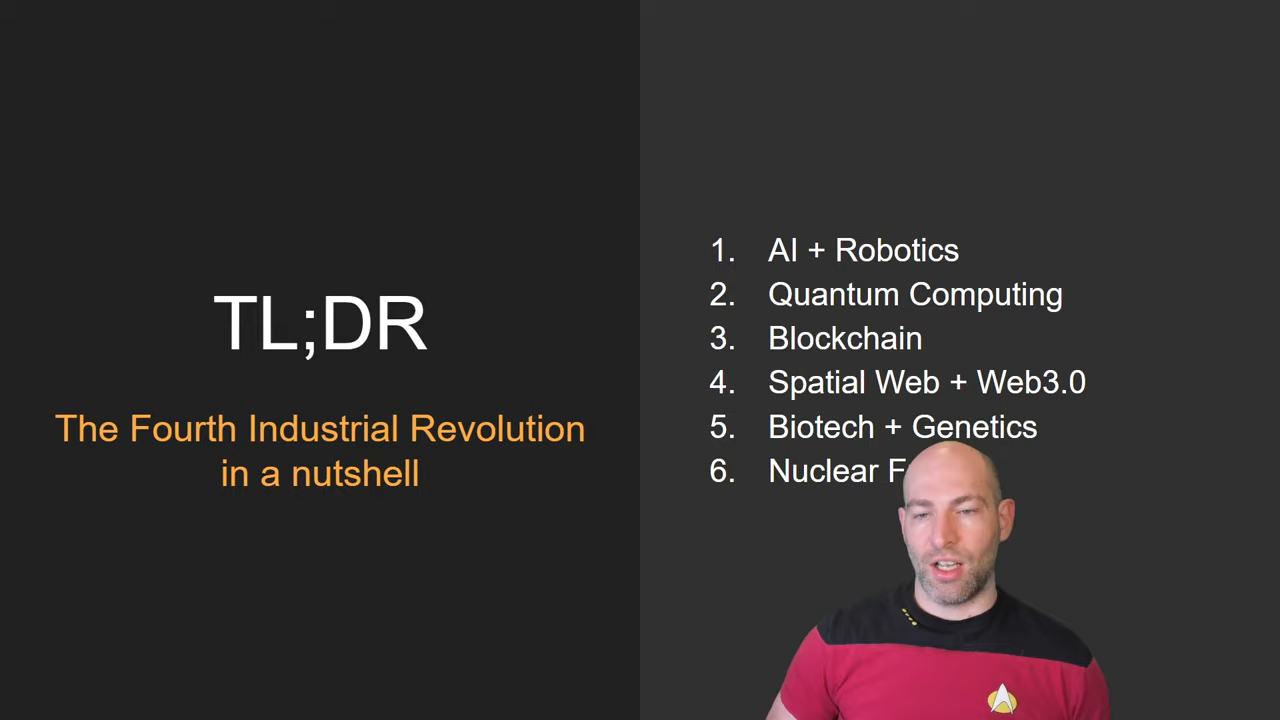 TL;DR
The Fourth Industrial Revolution
in a nutshell
1. AI + Robotics
2. Quantum Computing
3. Blockchain
4. Spatial Web + Web3.0
5. Biotech + Genetics
6. Nuclear